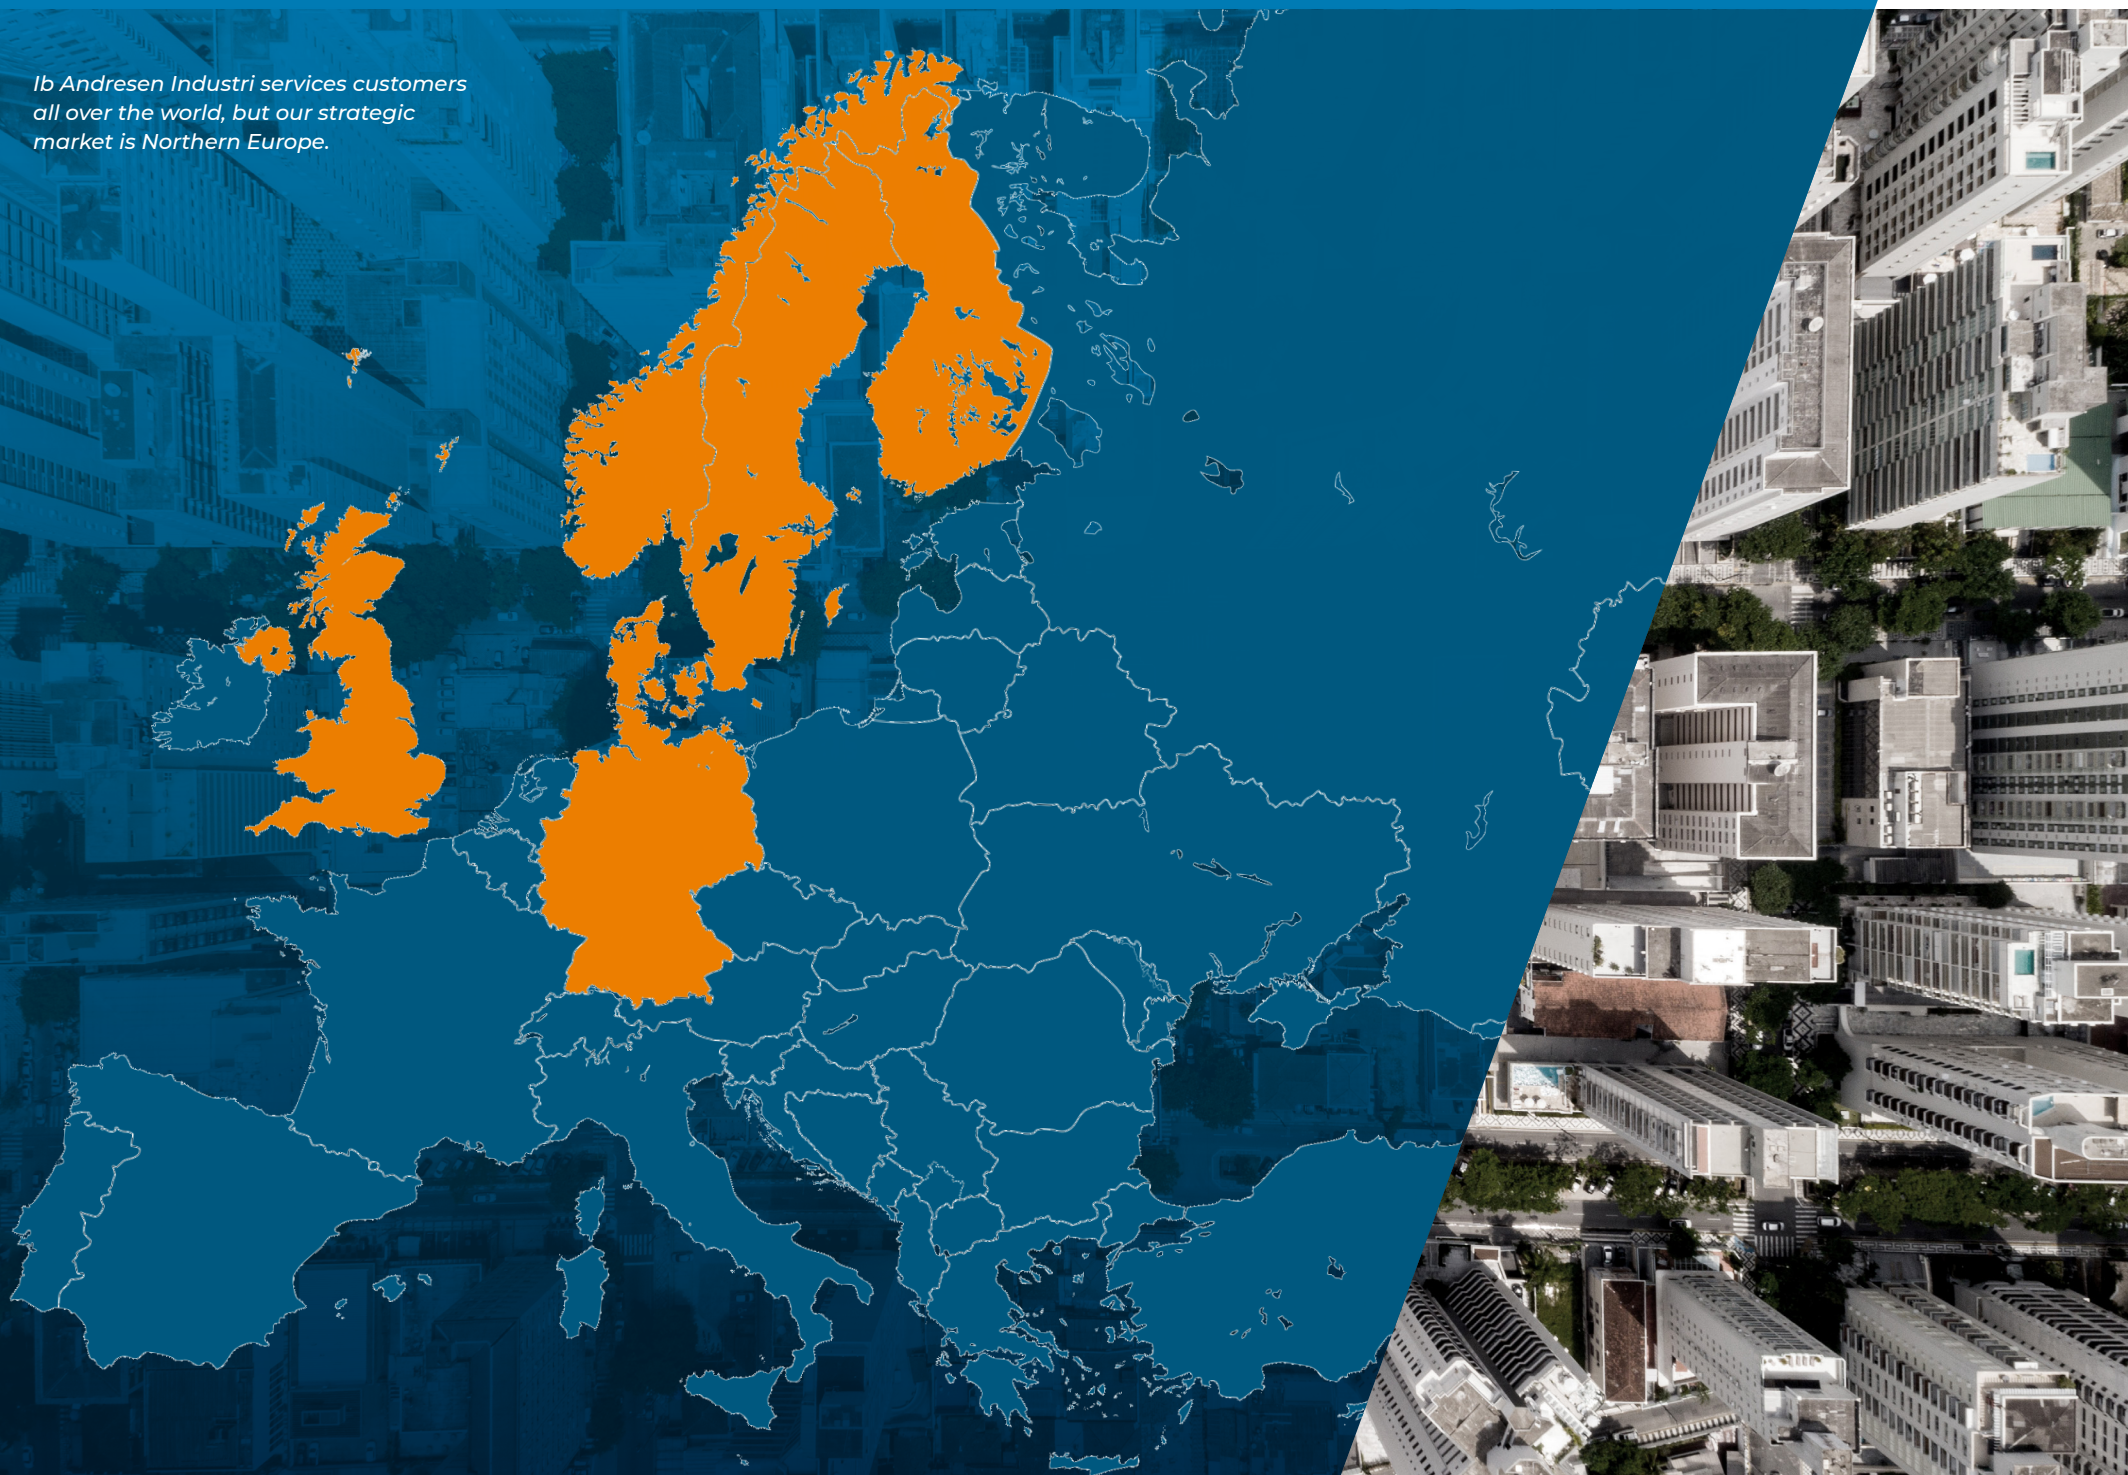 Ib Andresen Industri services customers
all over the world, but our strategic
market is Northern Europe.